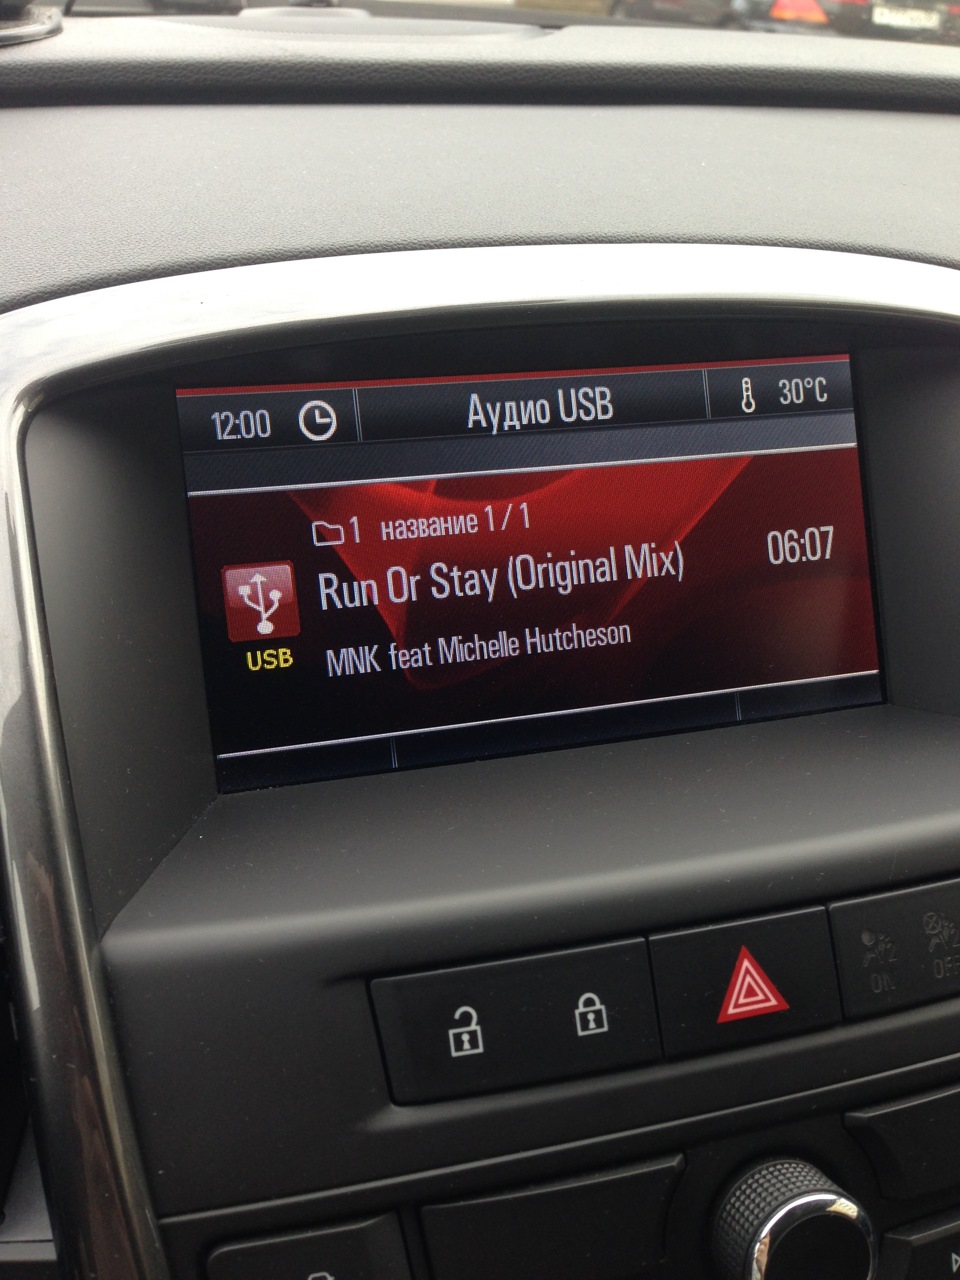 12:00 Аудио USB 30°C
1 название 1 / 1
Run Or Stay (Original Mix) 06:07
USB MNK feat Michelle Hutcheson
ON OFF